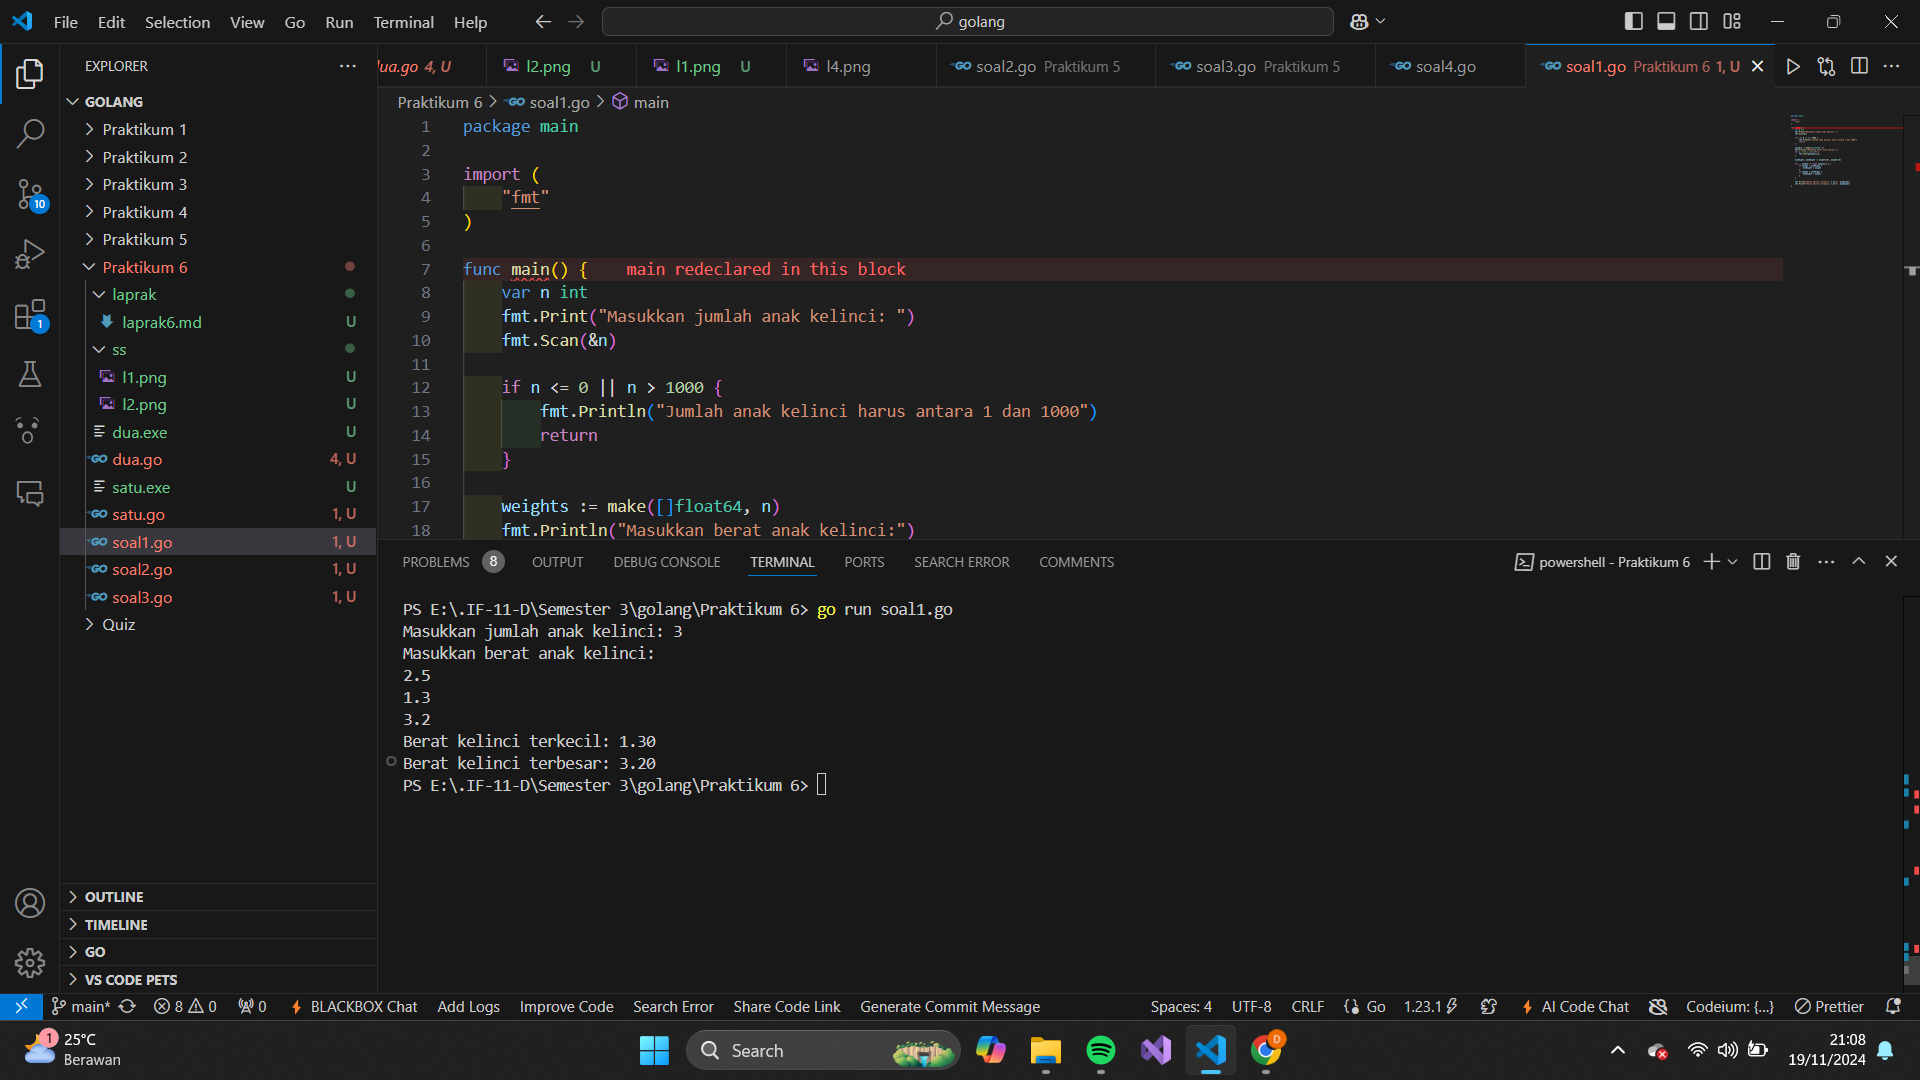 File Edit Selection View Go Run Terminal Help
golang
EXPLORER
GOLANG
Praktikum 1
Praktikum 2
Praktikum 3
Praktikum 4
Praktikum 5
Praktikum 6
laprak
laprak6.md U
ss
l1.png U
l2.png U
dua.exe U
dua.go 4, U
satu.exe U
satu.go 1, U
soal1.go 1, U
soal2.go 1, U
soal3.go 1, U
Quiz
OUTLINE
TIMELINE
GO
VS CODE PETS
10
1
dua.go 4, U
l2.png U
l1.png U
l4.png
soal2.go Praktikum 5
soal3.go Praktikum 5
soal4.go
soal1.go Praktikum 6 1, U
Praktikum 6 > soal1.go > main
1 package main
2
3 import (
4 "fmt"
5 )
6
7 func main() { main redeclared in this block
8 var n int
9 fmt.Print("Masukkan jumlah anak kelinci: ")
10 fmt.Scan(&n)
11
12 if n <= 0 || n > 1000 {
13 fmt.Println("Jumlah anak kelinci harus antara 1 dan 1000")
14 return
15 }
16
17 weights := make([]float64, n)
18 fmt.Println("Masukkan berat anak kelinci:")
PROBLEMS 8 OUTPUT DEBUG CONSOLE TERMINAL PORTS SEARCH ERROR COMMENTS
powershell - Praktikum 6
PS E:\.IF-11-D\Semester 3\golang\Praktikum 6> go run soal1.go
Masukkan jumlah anak kelinci: 3
Masukkan berat anak kelinci:
2.5
1.3
3.2
Berat kelinci terkecil: 1.30
Berat kelinci terbesar: 3.20
PS E:\.IF-11-D\Semester 3\golang\Praktikum 6>
main* 8 0 0 BLACKBOX Chat Add Logs Improve Code Search Error Share Code Link Generate Commit Message
Spaces: 4 UTF-8 CRLF Go 1.23.1 AI Code Chat Codeium: {...} Prettier
1
25°C
Berawan
Search
D
21:08
19/11/2024